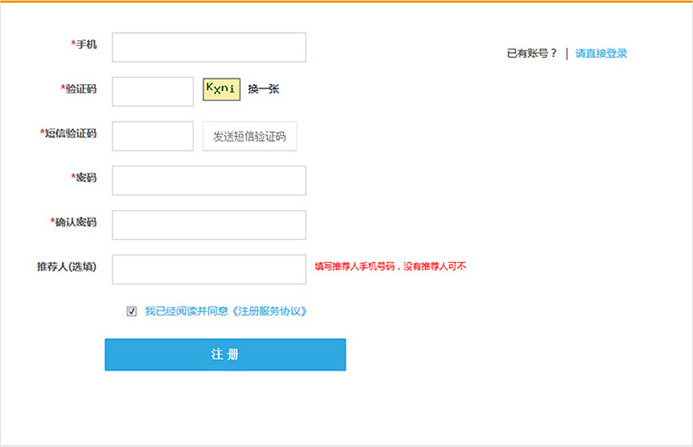 *手机
已有账号？ | 请直接登录
*验证码 Kxni 换一张
*短信验证码 发送短信验证码
*密码
*确认密码
推荐人(选填) 填写推荐人手机号码，没有推荐人可不
我已经阅读并同意《注册服务协议》
注 册